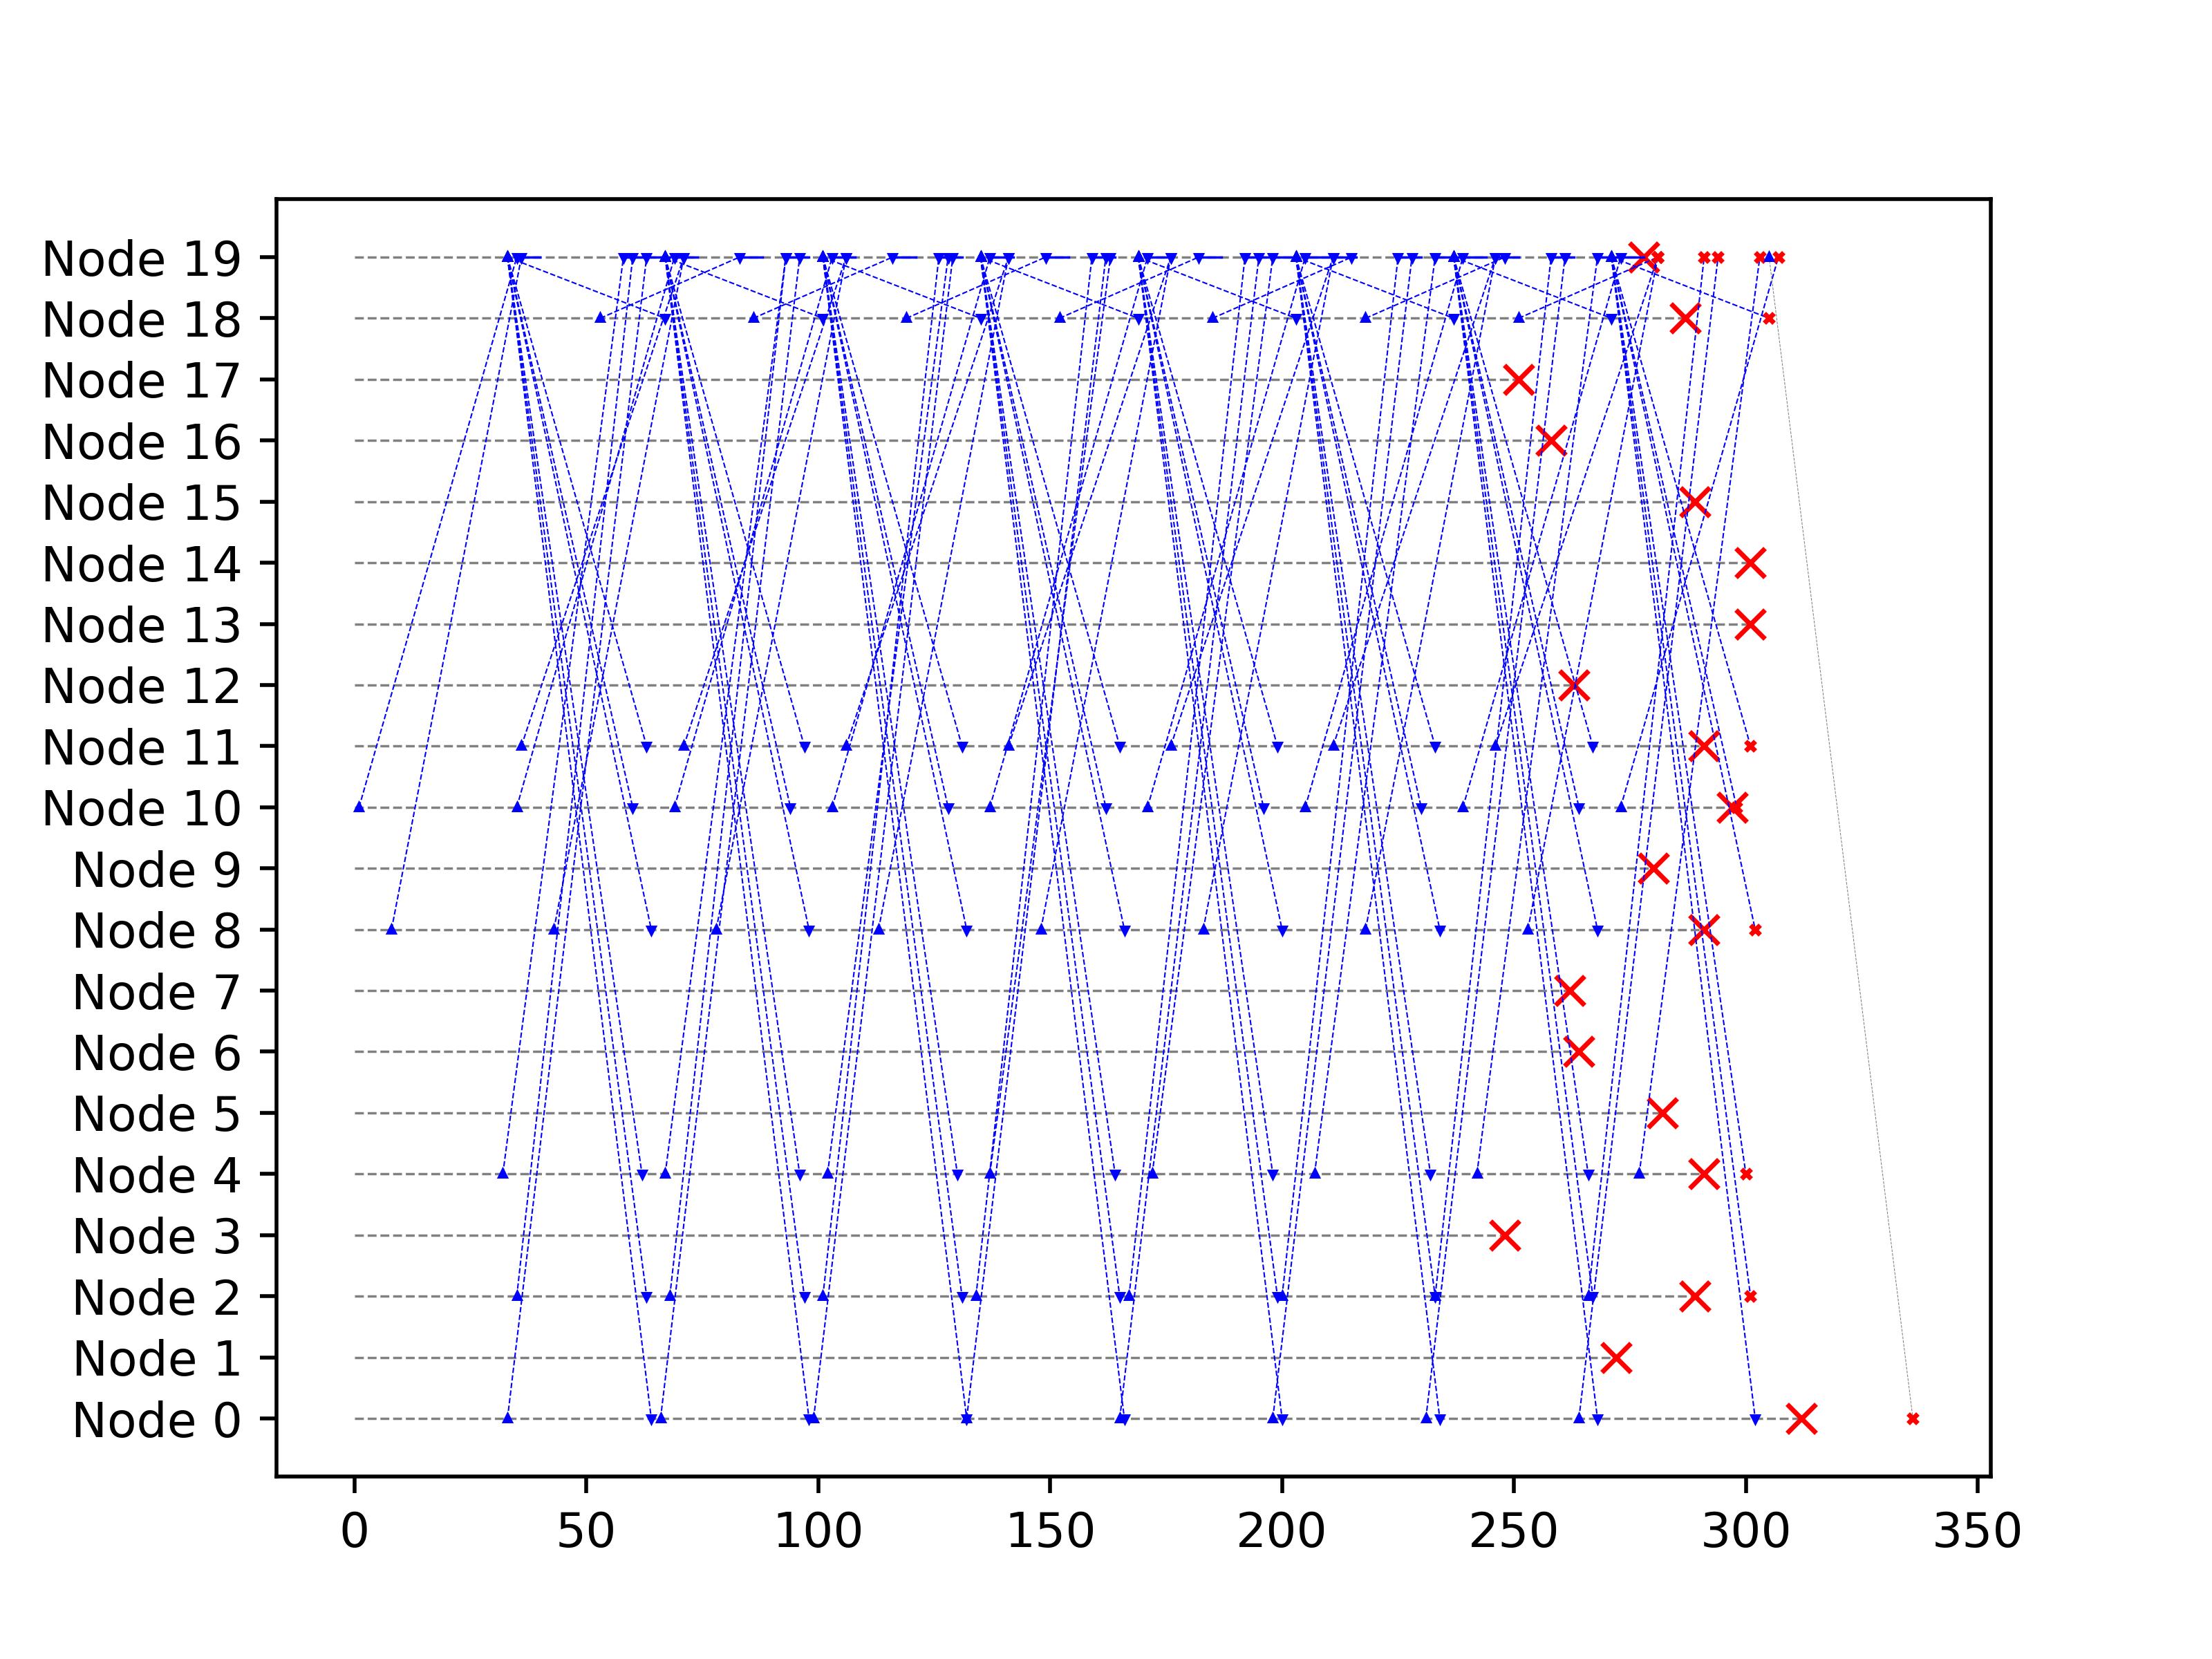 Node 19
Node 18
Node 17
Node 16
Node 15
Node 14
Node 13
Node 12
Node 11
Node 10
Node 9
Node 8
Node 7
Node 6
Node 5
Node 4
Node 3
Node 2
Node 1
Node 0
0 50 100 150 200 250 300 350